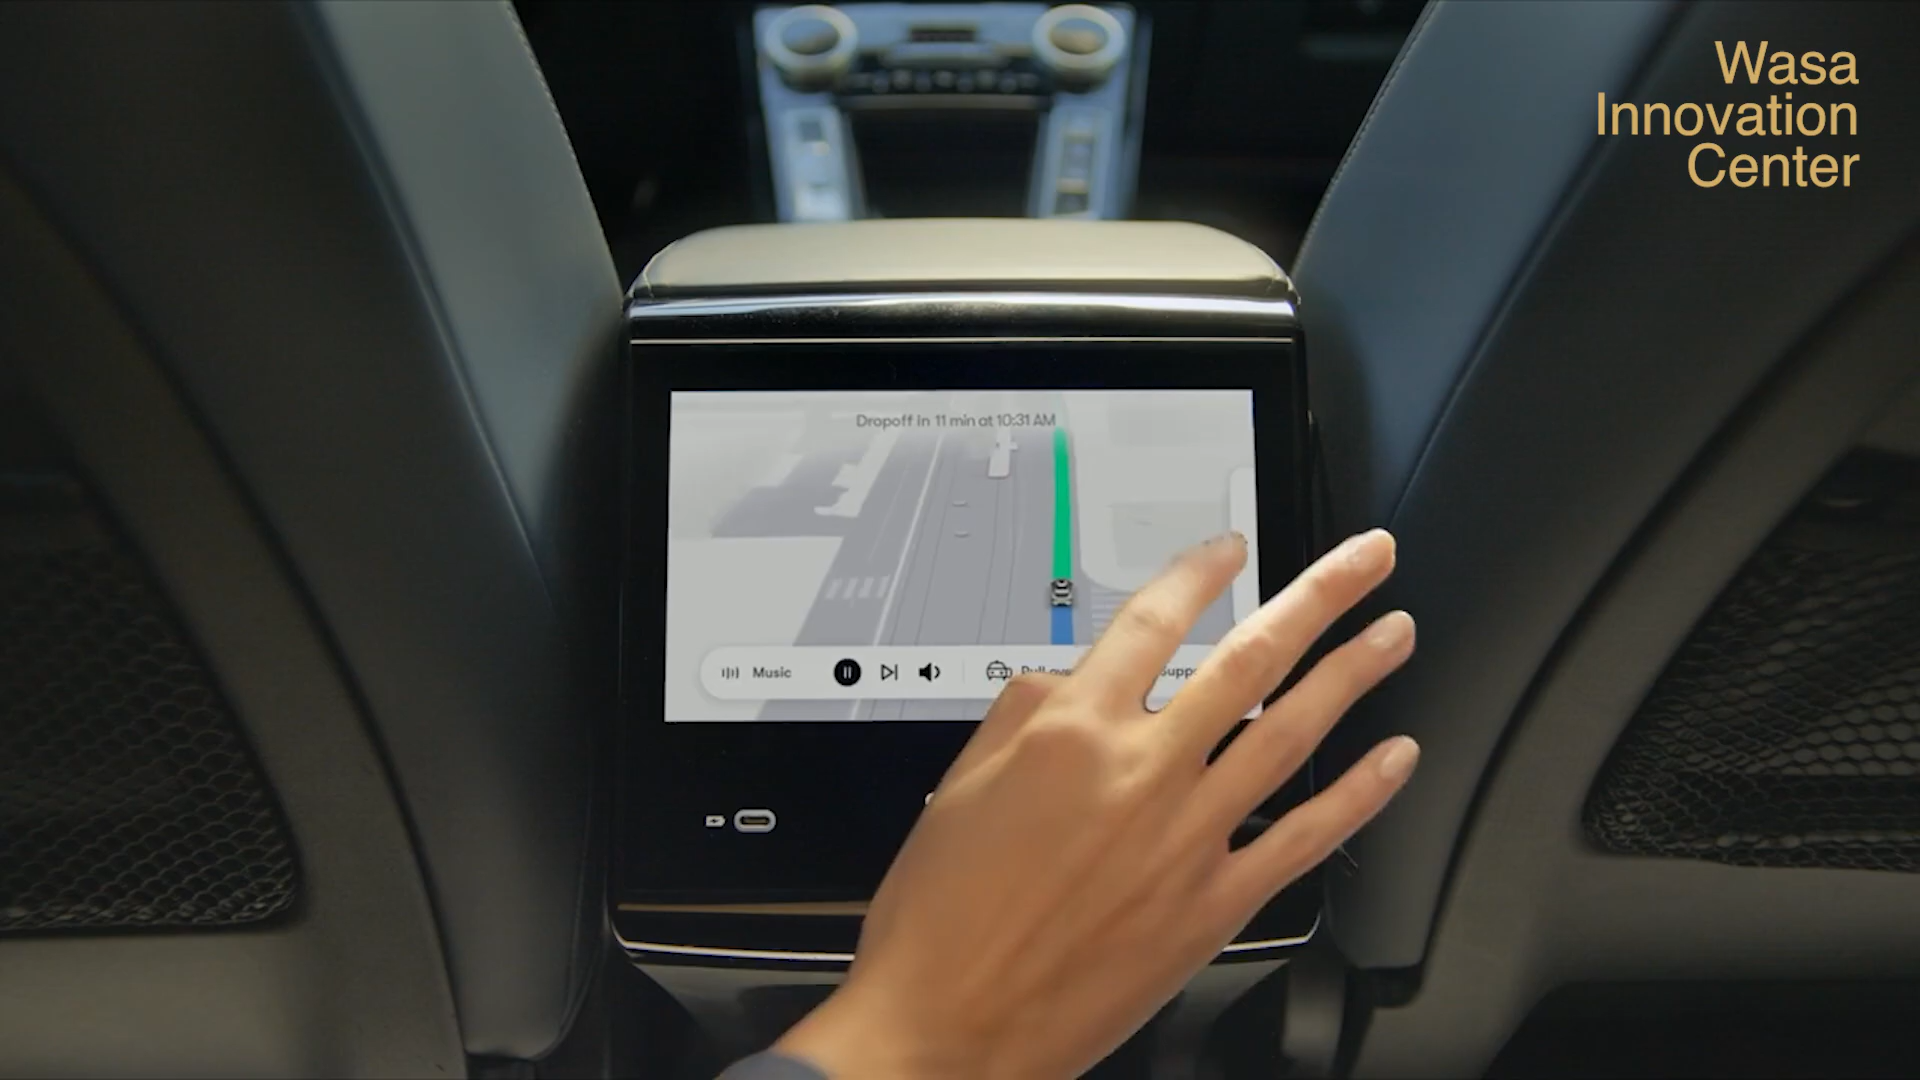 Wasa
Innovation
Center
Dropoff in 11 min at 10:31 AM
Music